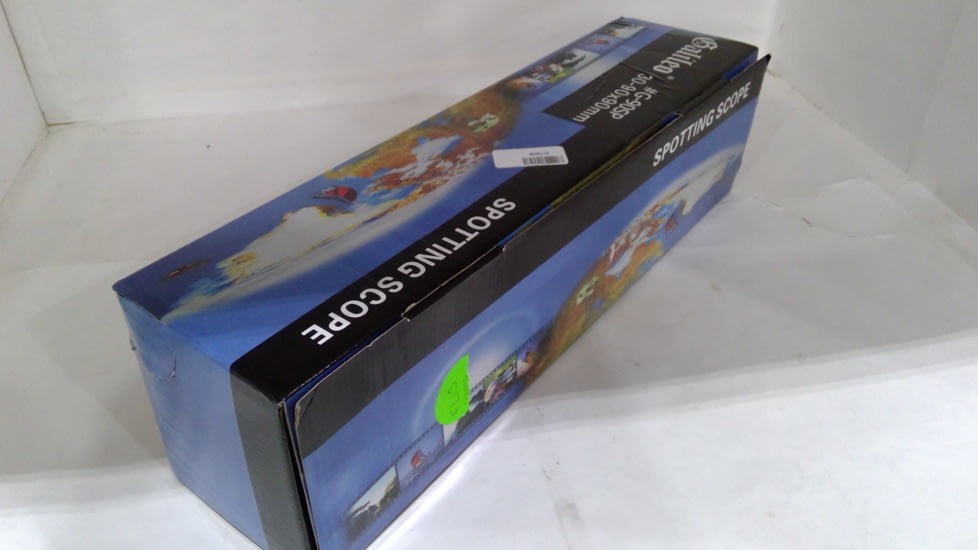 Galileo®
#G-90SP
30-90x90mm
SPOTTING SCOPE
SPOTTING SCOPE